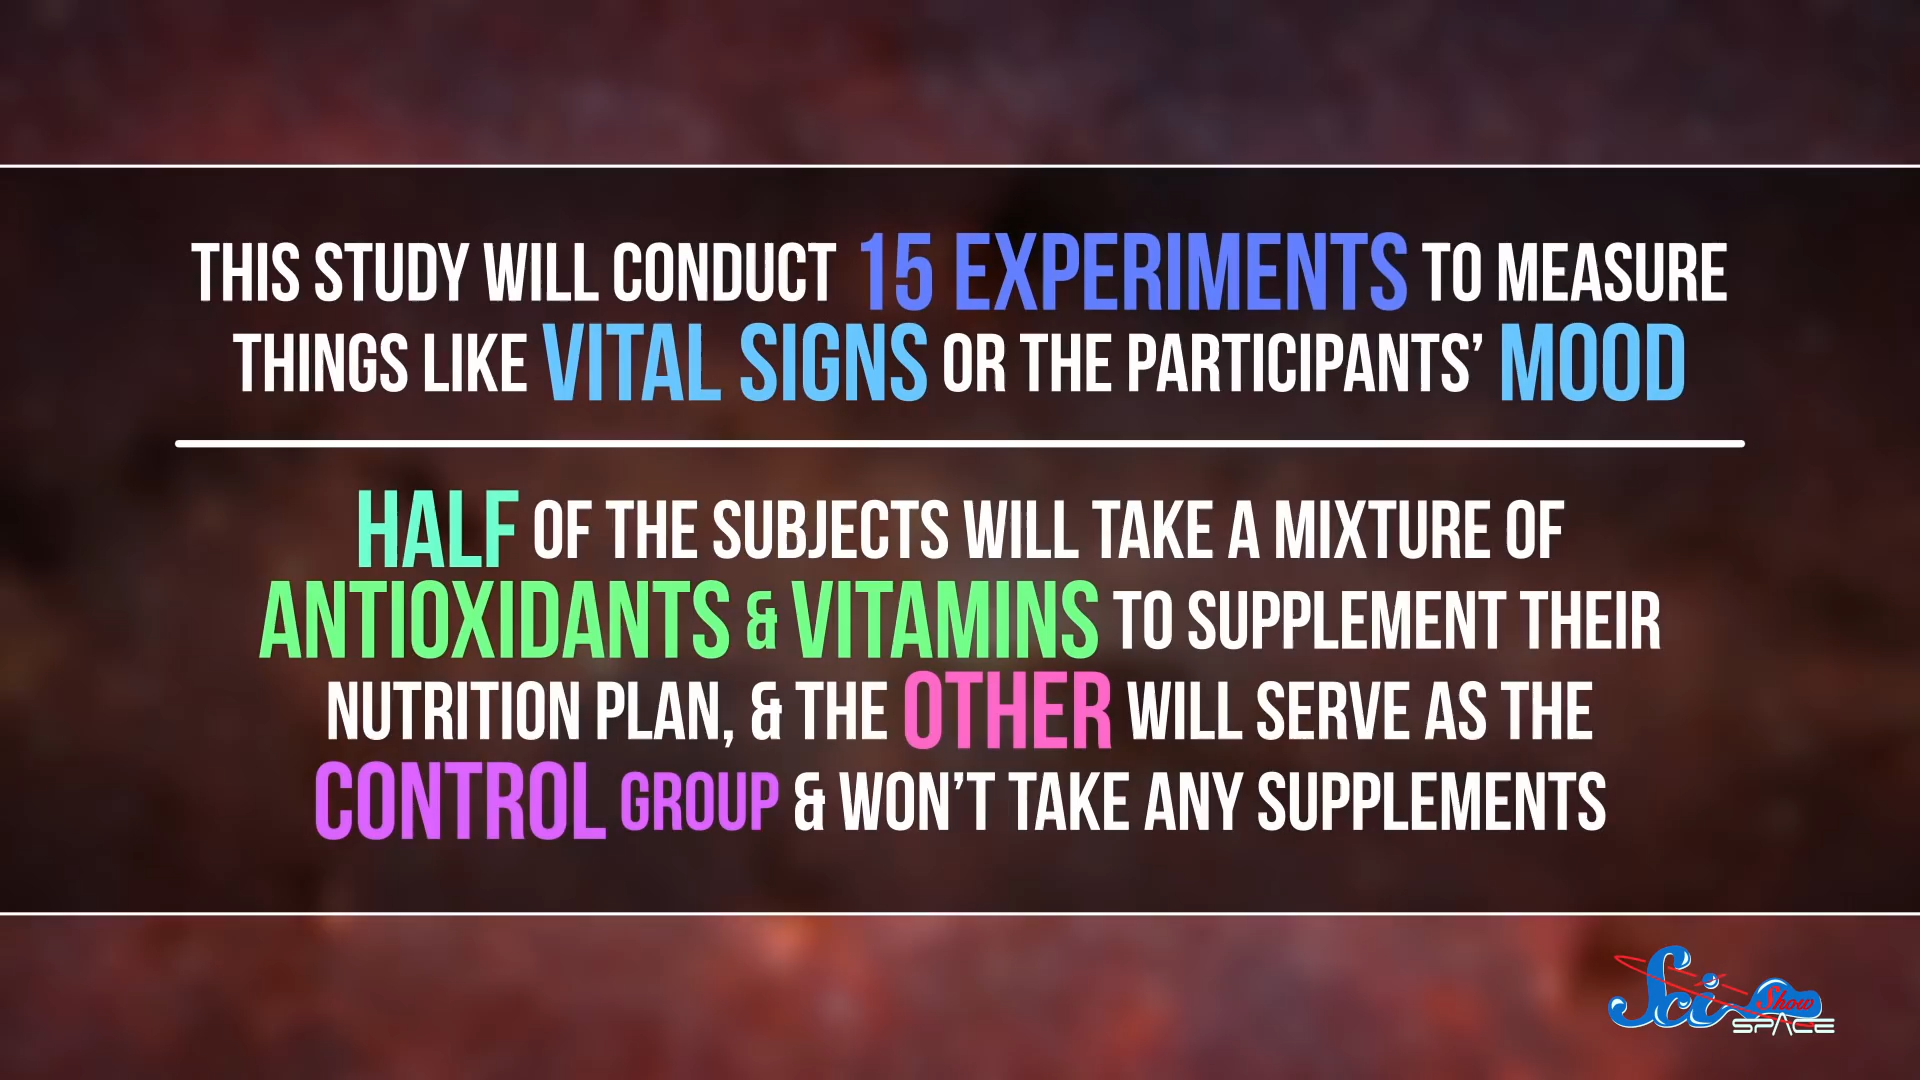 THIS STUDY WILL CONDUCT 15 EXPERIMENTS TO MEASURE
THINGS LIKE VITAL SIGNS OR THE PARTICIPANTS’ MOOD
HALF OF THE SUBJECTS WILL TAKE A MIXTURE OF
ANTIOXIDANTS & VITAMINS TO SUPPLEMENT THEIR
NUTRITION PLAN, & THE OTHER WILL SERVE AS THE
CONTROL GROUP & WON’T TAKE ANY SUPPLEMENTS
Sci Show
SPACE